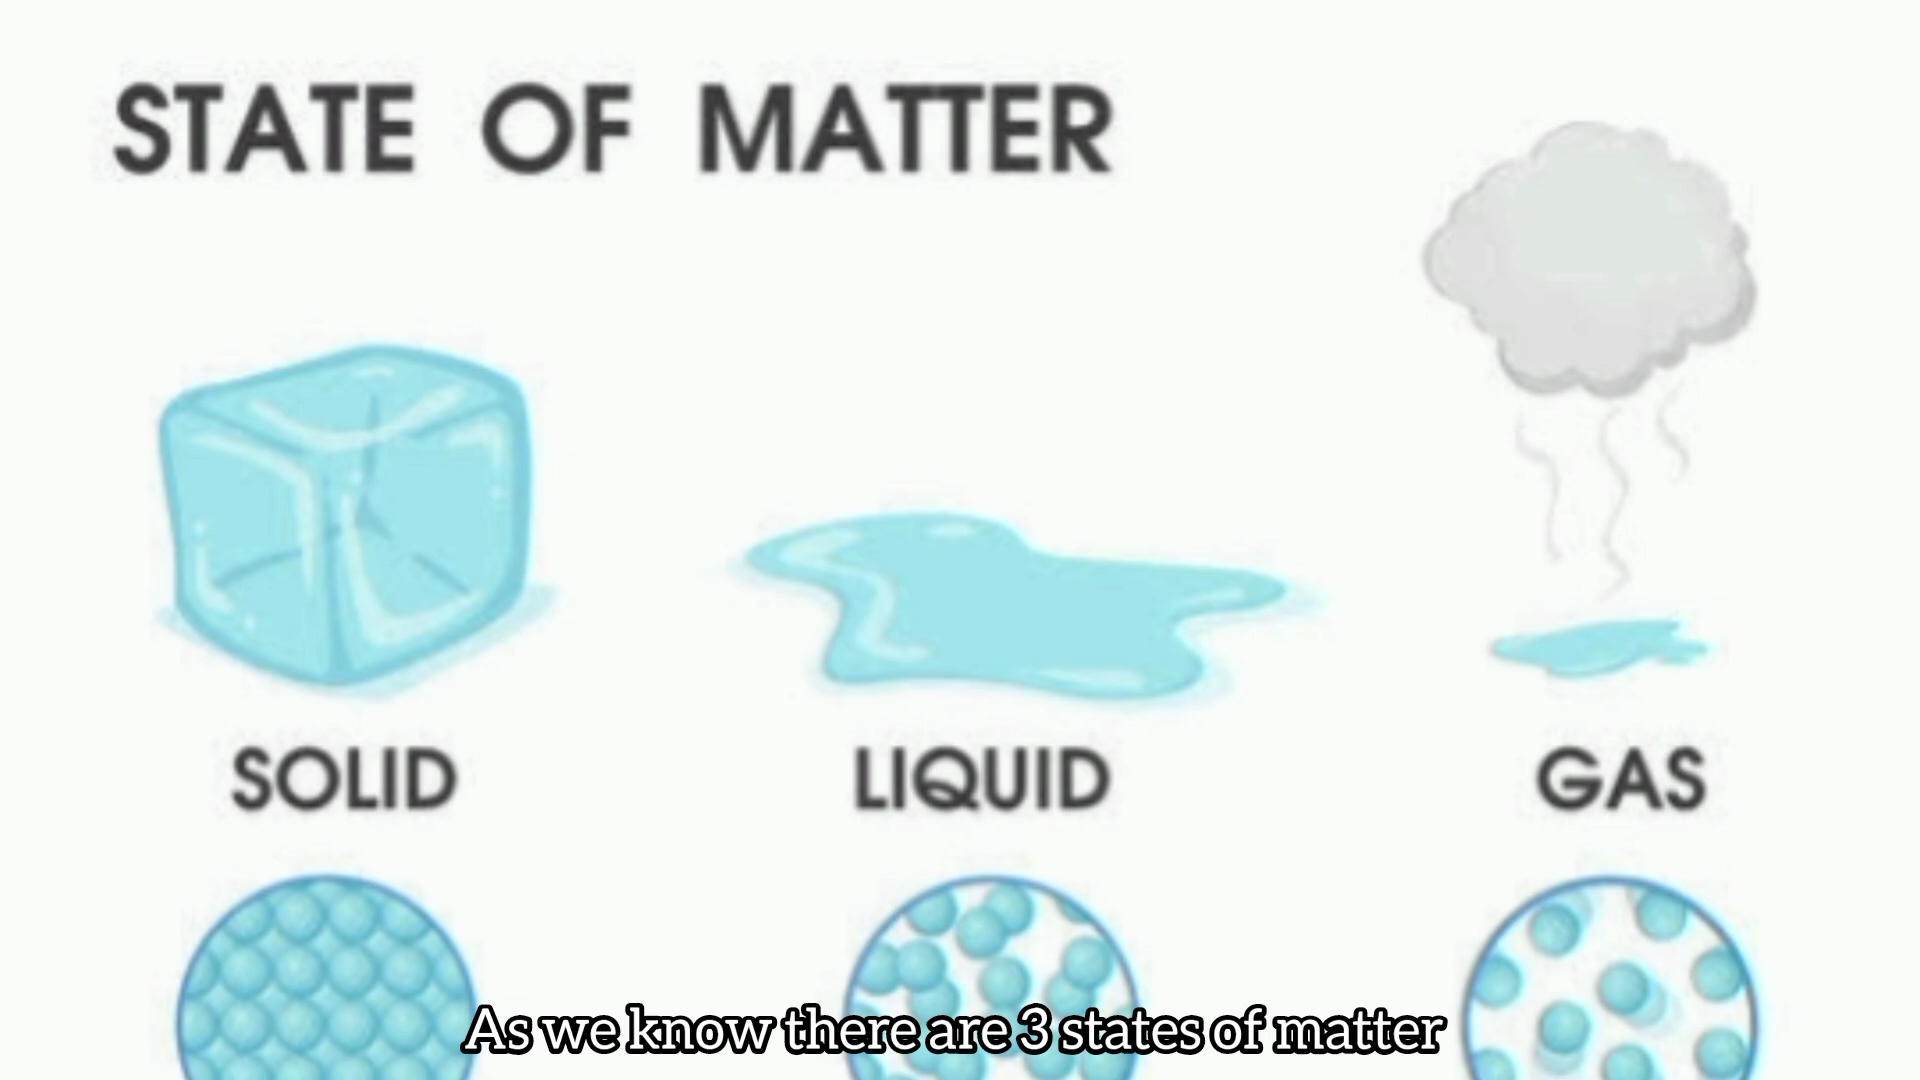 STATE OF MATTER
SOLID
LIQUID
GAS
As we know there are 3 states of matter